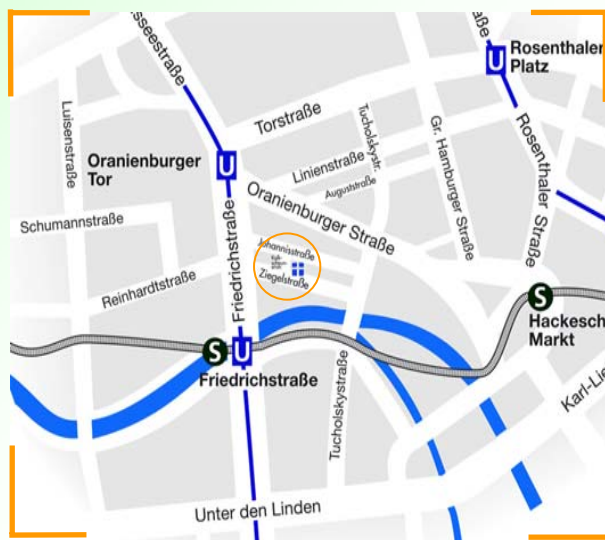 sseestraße
raße
U
Rosenthaler
Platz
Luisenstraße
Torstraße
Tucholskystr.
Gr. Hamburger Straße
Rosenthaler Straße
Oranienburger
Tor
U
Linienstraße
Auguststraße
Oranienburger Straße
Schumannstraße
Friedrichstraße
Johannisstraße
Ziegelstraße
Reinhardtstraße
S
Hackesch
Markt
S
U
Friedrichstraße
Tucholskystraße
Karl-Lie
Unter den Linden